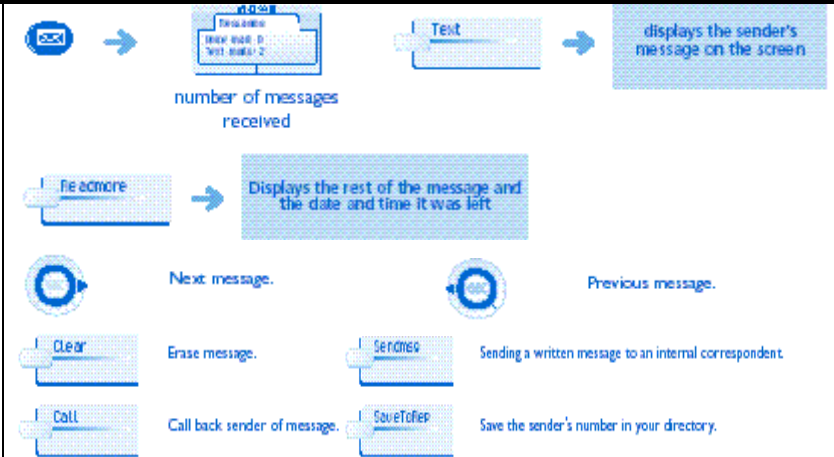 Text
displays the sender's
message on the screen
number of messages
received
Readmore
Displays the rest of the message and
the date and time it was left
Next message.
Previous message.
Clear
Erase message.
Sendmsg
Sending a written message to an internal correspondent.
Call
Call back sender of message.
SaveToRep
Save the sender's number in your directory.